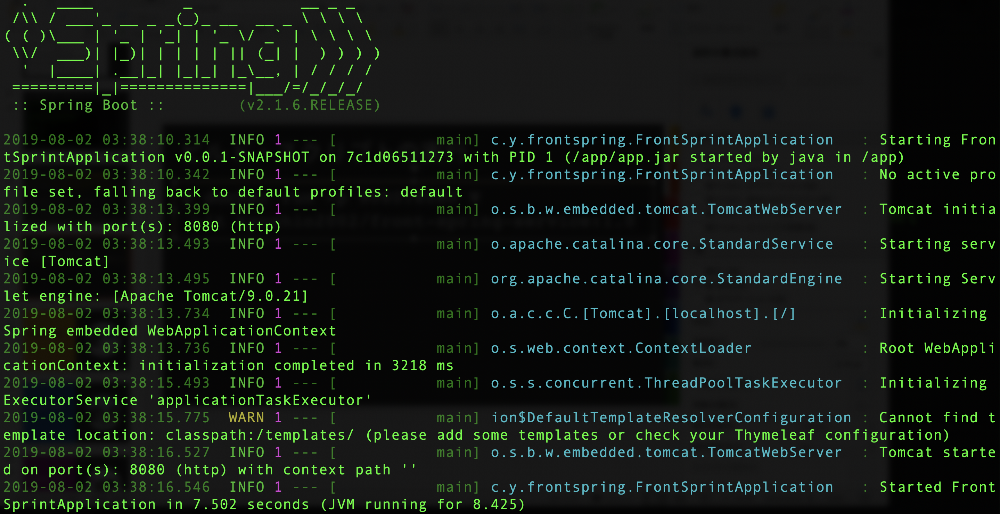 .   ____          _            __ _ _
 /\\ / ___'_ __ _ _(_)_ __  __ _ \ \ \ \
( ( )\___ | '_ | '_| | '_ \/ _` | \ \ \ \
 \\/  ___)| |_)| | | | | || (_| |  ) ) ) )
  '  |____| .__|_| |_|_| |_\__, | / / / /
 =========|_|==============|___/=/_/_/_/
 :: Spring Boot ::        (v2.1.6.RELEASE)
2019-08-02 03:38:10.314  INFO 1 --- [           main] c.y.frontspring.FrontSprintApplication   : Starting Fron
tSprintApplication v0.0.1-SNAPSHOT on 7c1d06511273 with PID 1 (/app/app.jar started by java in /app)
2019-08-02 03:38:10.342  INFO 1 --- [           main] c.y.frontspring.FrontSprintApplication   : No active pro
file set, falling back to default profiles: default
2019-08-02 03:38:13.399  INFO 1 --- [           main] o.s.b.w.embedded.tomcat.TomcatWebServer  : Tomcat initia
lized with port(s): 8080 (http)
2019-08-02 03:38:13.493  INFO 1 --- [           main] o.apache.catalina.core.StandardService   : Starting serv
ice [Tomcat]
2019-08-02 03:38:13.495  INFO 1 --- [           main] org.apache.catalina.core.StandardEngine  : Starting Serv
let engine: [Apache Tomcat/9.0.21]
2019-08-02 03:38:13.734  INFO 1 --- [           main] o.a.c.c.C.[Tomcat].[localhost].[/]       : Initializing 
Spring embedded WebApplicationContext
2019-08-02 03:38:13.736  INFO 1 --- [           main] o.s.web.context.ContextLoader            : Root WebAppli
cationContext: initialization completed in 3218 ms
2019-08-02 03:38:15.493  INFO 1 --- [           main] o.s.s.concurrent.ThreadPoolTaskExecutor  : Initializing 
ExecutorService 'applicationTaskExecutor'
2019-08-02 03:38:15.775  WARN 1 --- [           main] ion$DefaultTemplateResolverConfiguration : Cannot find t
emplate location: classpath:/templates/ (please add some templates or check your Thymeleaf configuration)
2019-08-02 03:38:16.527  INFO 1 --- [           main] o.s.b.w.embedded.tomcat.TomcatWebServer  : Tomcat starte
d on port(s): 8080 (http) with context path ''
2019-08-02 03:38:16.546  INFO 1 --- [           main] c.y.frontspring.FrontSprintApplication   : Started Front
SprintApplication in 7.502 seconds (JVM running for 8.425)